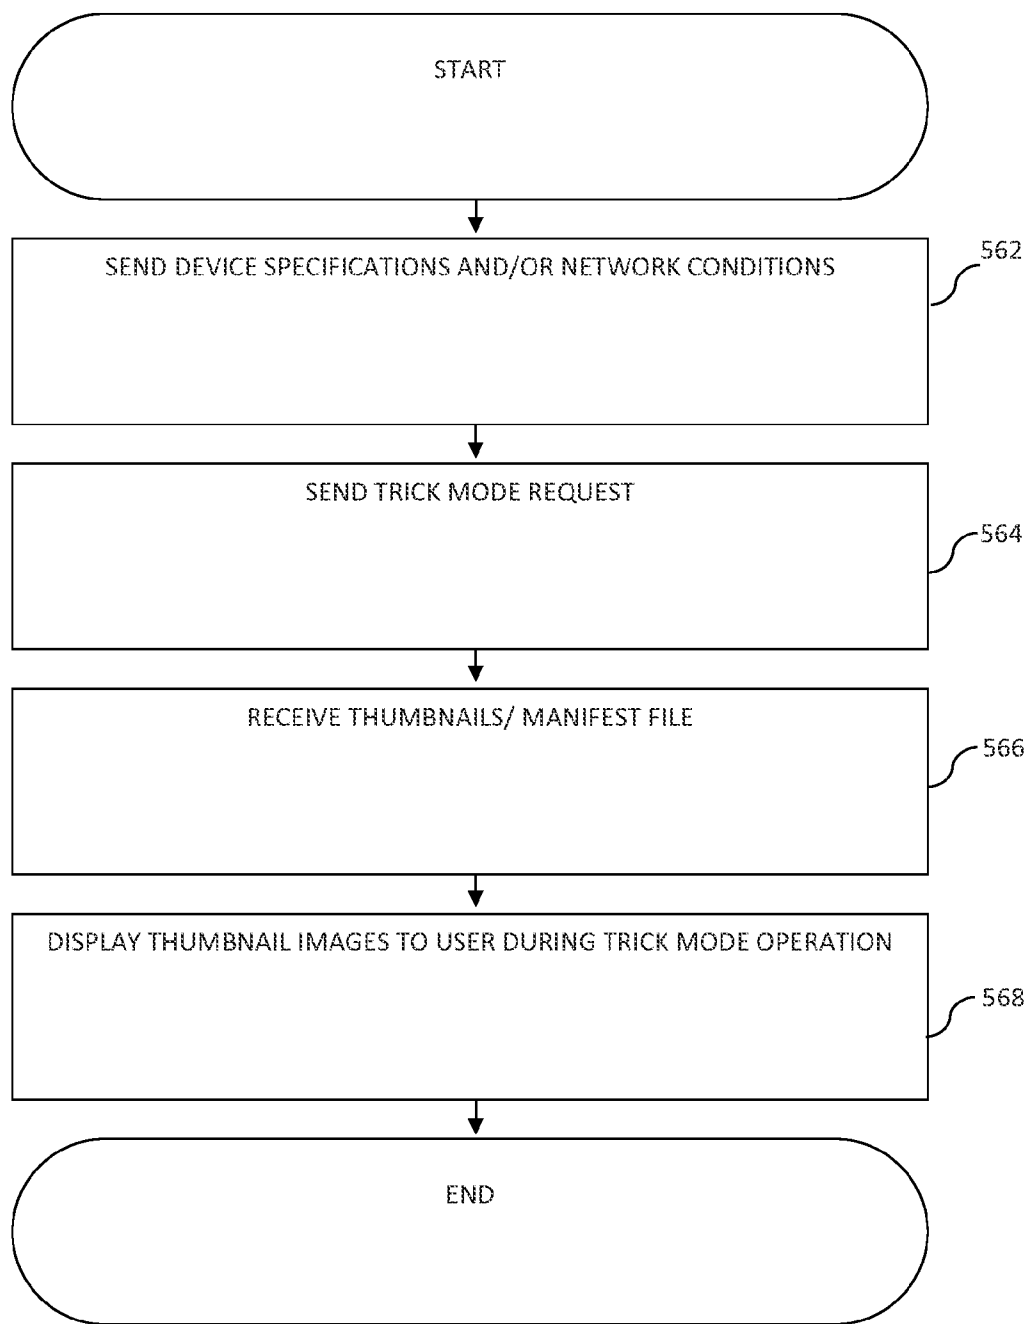 START
SEND DEVICE SPECIFICATIONS AND/OR NETWORK CONDITIONS
562
SEND TRICK MODE REQUEST
564
RECEIVE THUMBNAILS/ MANIFEST FILE
566
DISPLAY THUMBNAIL IMAGES TO USER DURING TRICK MODE OPERATION
568
END